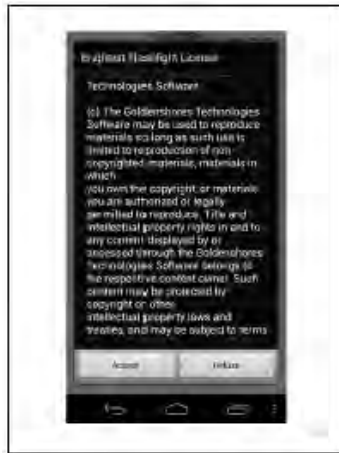 Brightest Flashlight License
Technologies Software
(c) The Goldenshores Technologies
Software may be used to reproduce
materials so long as such use is
limited to reproduction of non-
copyrighted materials, materials in
which
you own the copyright, or materials
you are authorized or legally
permitted to reproduce. Title and
intellectual property rights in and to
any content displayed by or
accessed through the Goldenshores
Technologies Software belongs to
the respective content owner. Such
content may be protected by
copyright or other
intellectual property laws and
treaties, and may be subject to terms
Accept
Refuse